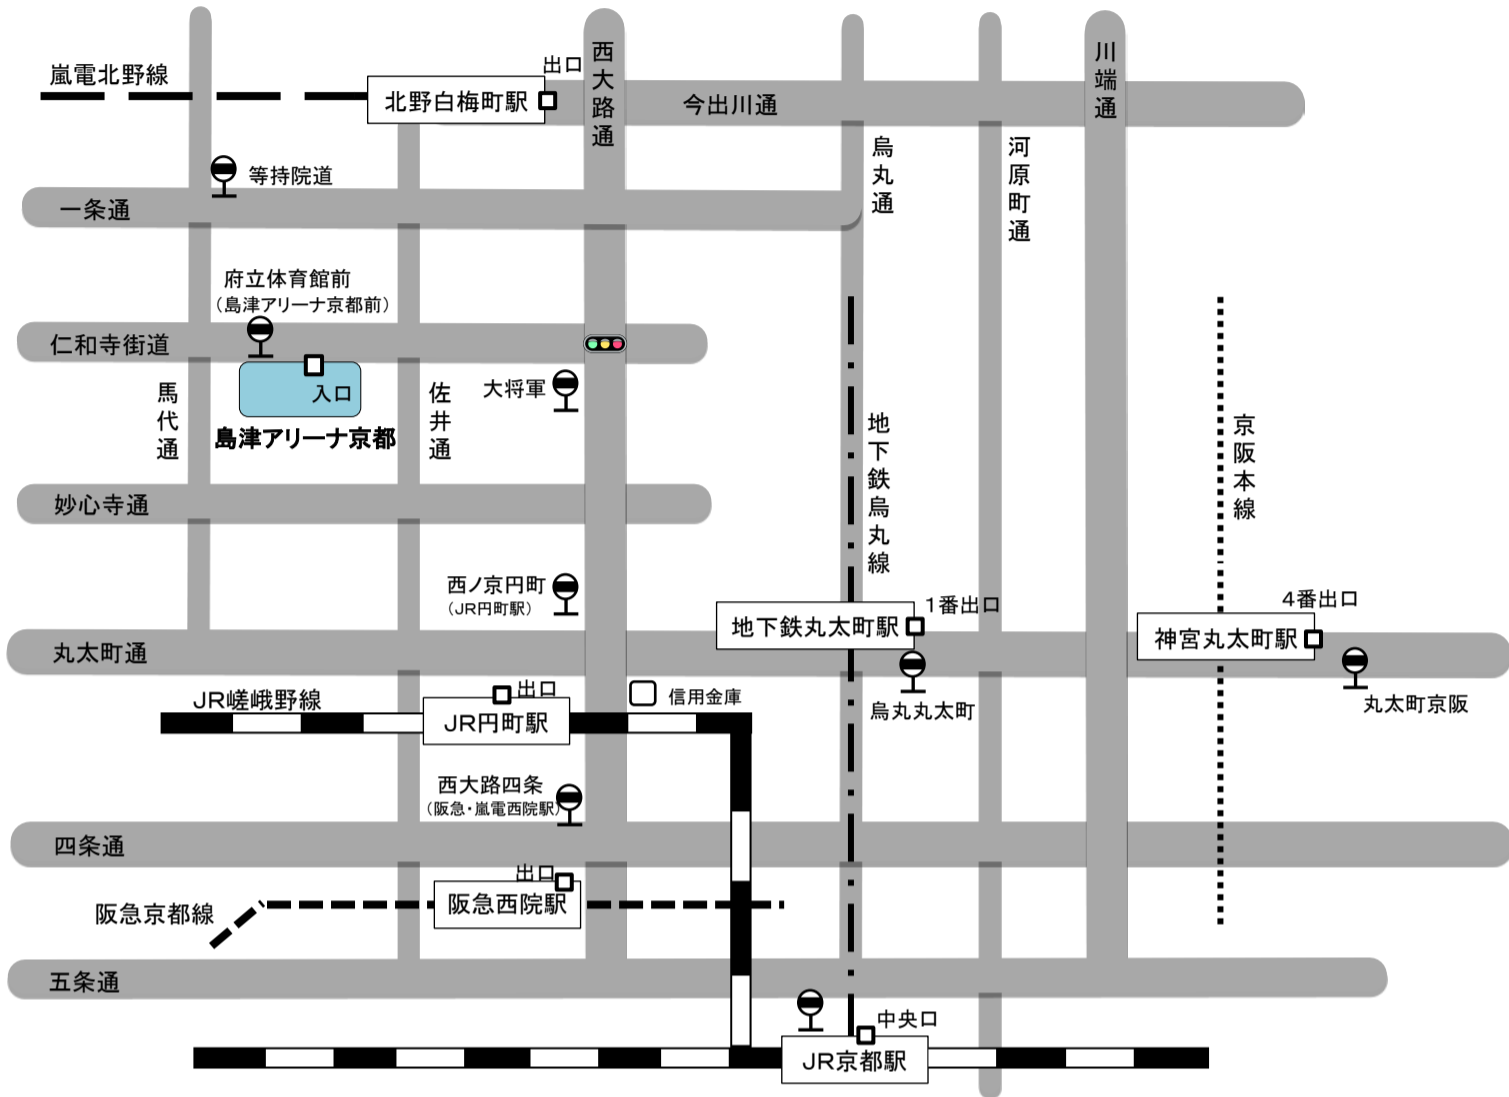 出口
西大路通
川端通
嵐電北野線
北野白梅町駅
今出川通
烏丸通
河原町通
等持院道
一条通
府立体育館前
（島津アリーナ京都前）
仁和寺街道
入口
大将軍
馬代通
佐井通
島津アリーナ京都
地下鉄烏丸線
京阪本線
妙心寺通
西ノ京円町
（JR円町駅）
1番出口
4番出口
地下鉄丸太町駅
神宮丸太町駅
丸太町通
出口
信用金庫
JR嵯峨野線
JR円町駅
烏丸丸太町
丸太町京阪
西大路四条
（阪急・嵐電西院駅）
四条通
出口
阪急西院駅
阪急京都線
五条通
中央口
JR京都駅